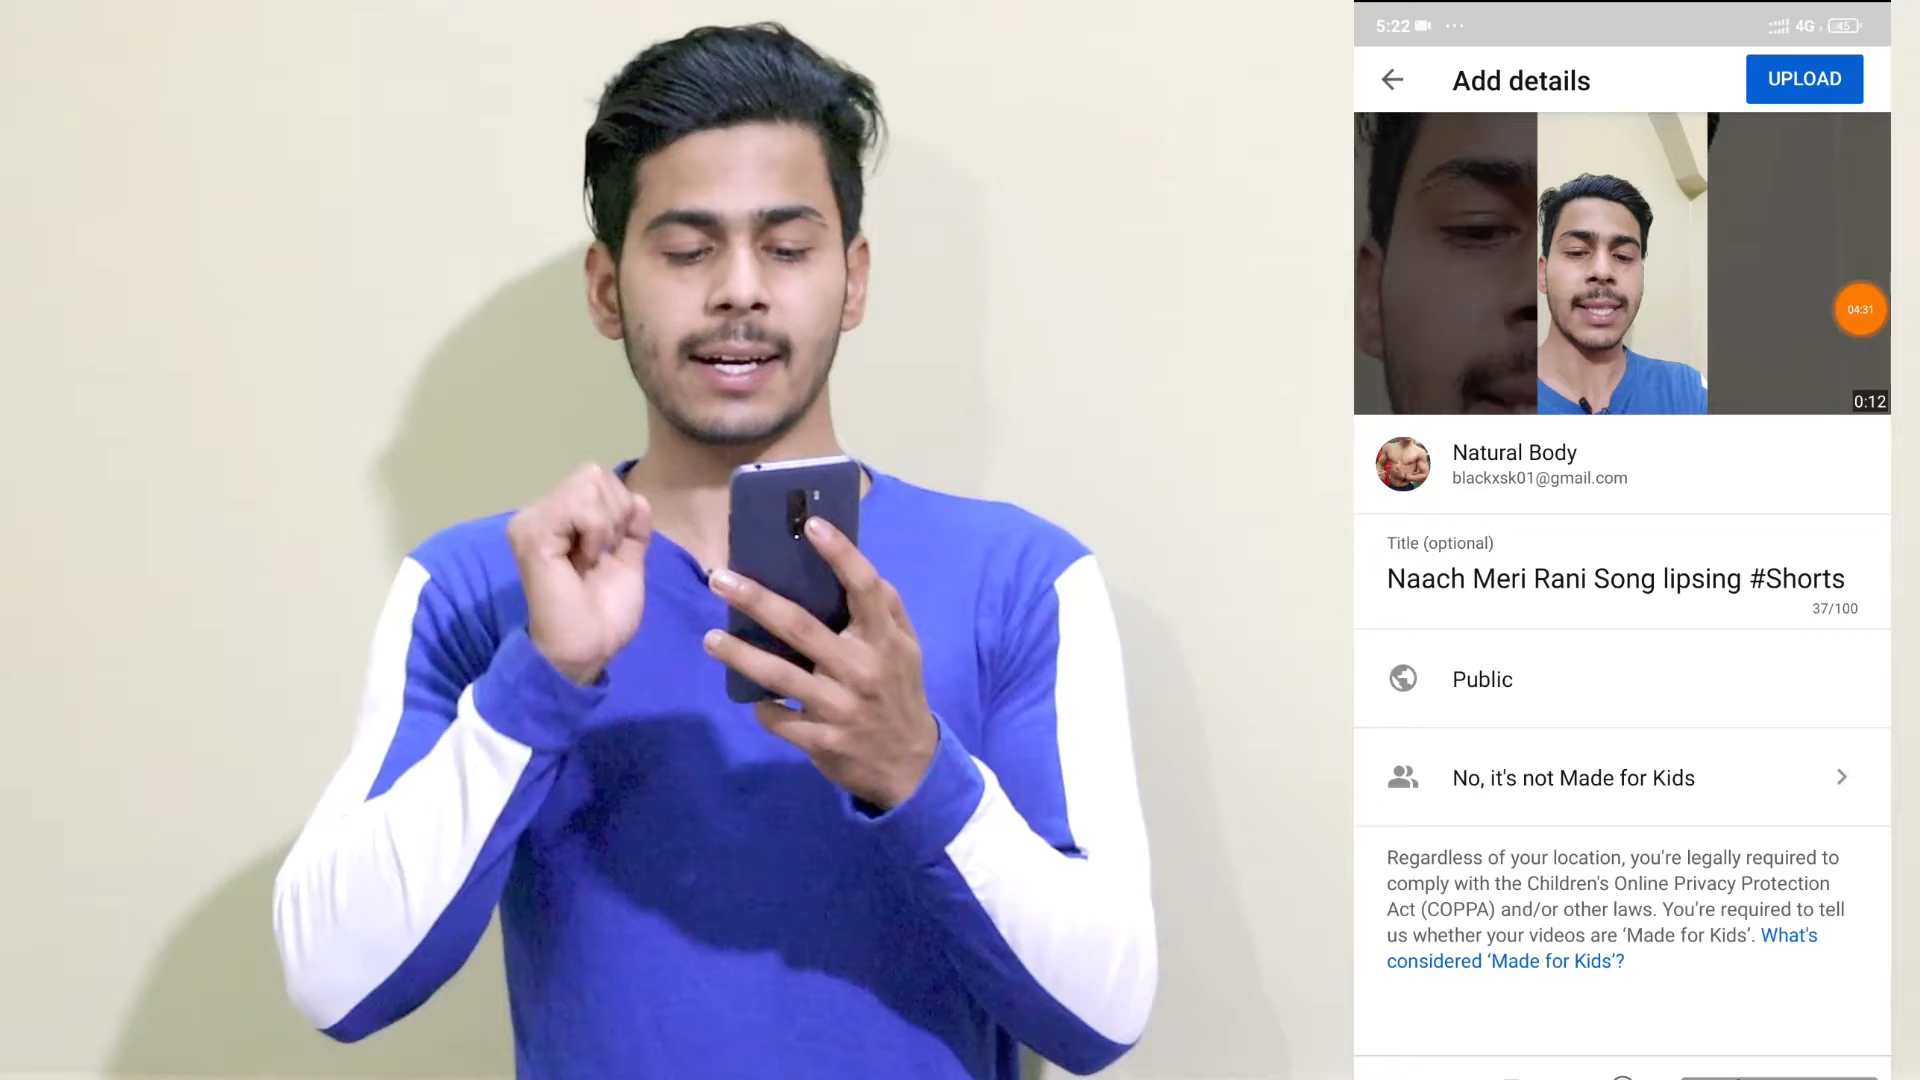 5:22
4G
45
Add details
UPLOAD
04:31
0:12
Natural Body
blackxsk01@gmail.com
Title (optional)
Naach Meri Rani Song lipsing #Shorts
37/100
Public
No, it's not Made for Kids
Regardless of your location, you're legally required to
comply with the Children's Online Privacy Protection
Act (COPPA) and/or other laws. You're required to tell
us whether your videos are ‘Made for Kids’. What's
considered ‘Made for Kids’?